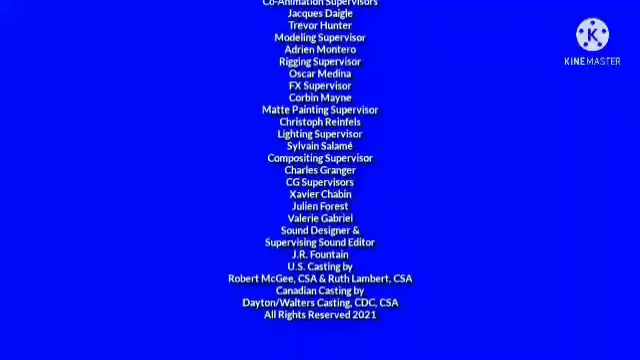 Co-Animation Supervisors
Jacques Daigle
Trevor Hunter
Modeling Supervisor
Adrien Montero
Rigging Supervisor
Oscar Medina
FX Supervisor
Corbin Mayne
Matte Painting Supervisor
Christoph Reinfels
Lighting Supervisor
Sylvain Salamé
Compositing Supervisor
Charles Granger
CG Supervisors
Xavier Chabin
Julien Forest
Valerie Gabriel
Sound Designer &
Supervising Sound Editor
J.R. Fountain
U.S. Casting by
Robert McGee, CSA & Ruth Lambert, CSA
Canadian Casting by
Dayton/Walters Casting, CDC, CSA
All Rights Reserved 2021
K
KINEMASTER